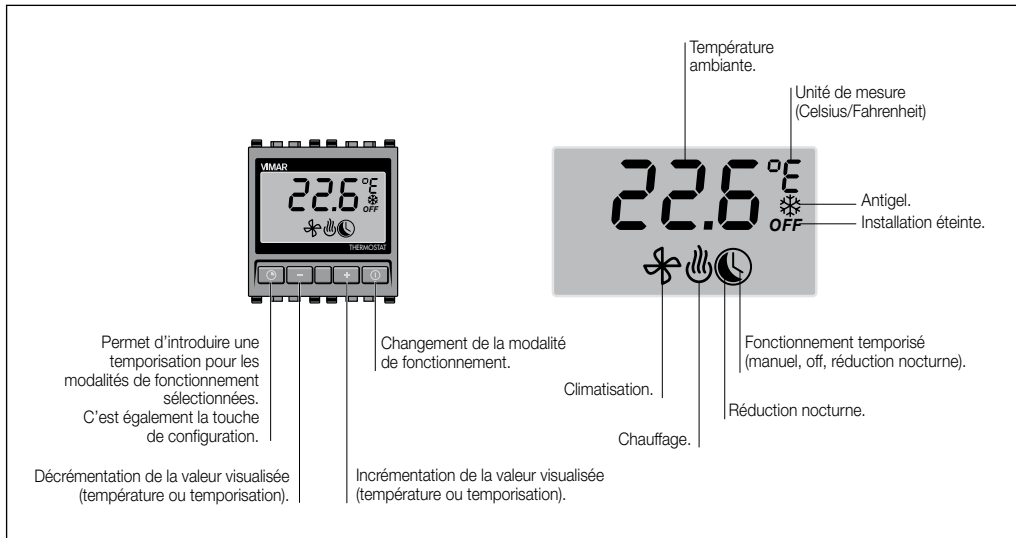 Température
ambiante.
Unité de mesure
(Celsius/Fahrenheit)
VIMAR
22.6 °E
OFF
THERMOSTAT
- +
22.6 °E
Antigel.
OFF
Installation éteinte.
Permet d'introduire une
temporisation pour les
modalités de fonctionnement
sélectionnées.
C'est également la touche
de configuration.
Changement de la modalité
de fonctionnement.
Climatisation.
Fonctionnement temporisé
(manuel, off, réduction nocturne).
Réduction nocturne.
Chauffage.
Décrémentation de la valeur visualisée
(température ou temporisation).
Incrémentation de la valeur visualisée
(température ou temporisation).